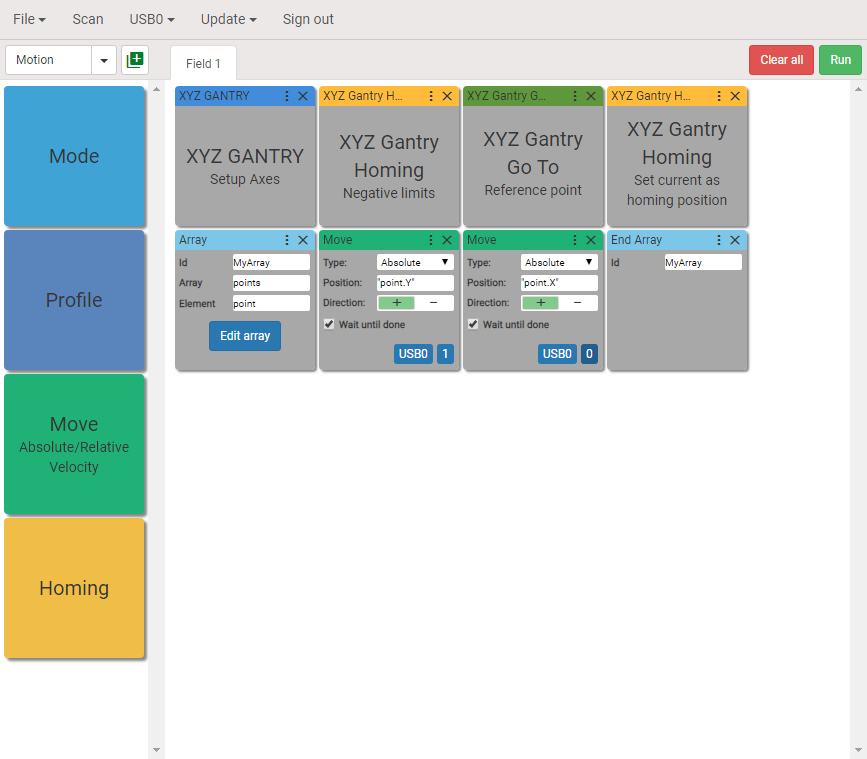 File Scan USB0 Update Sign out
Motion Field 1 Clear all Run
Mode
Profile
Move
Absolute/Relative
Velocity
Homing
XYZ GANTRY
XYZ GANTRY
Setup Axes
XYZ Gantry H...
XYZ Gantry
Homing
Negative limits
XYZ Gantry G...
XYZ Gantry
Go To
Reference point
XYZ Gantry H...
XYZ Gantry
Homing
Set current as
homing position
Array
Id MyArray
Array points
Element point
Edit array
Move
Type: Absolute
Position: "point.Y"
Direction: + −
Wait until done
USB0 1
Move
Type: Absolute
Position: "point.X"
Direction: + −
Wait until done
USB0 0
End Array
Id MyArray